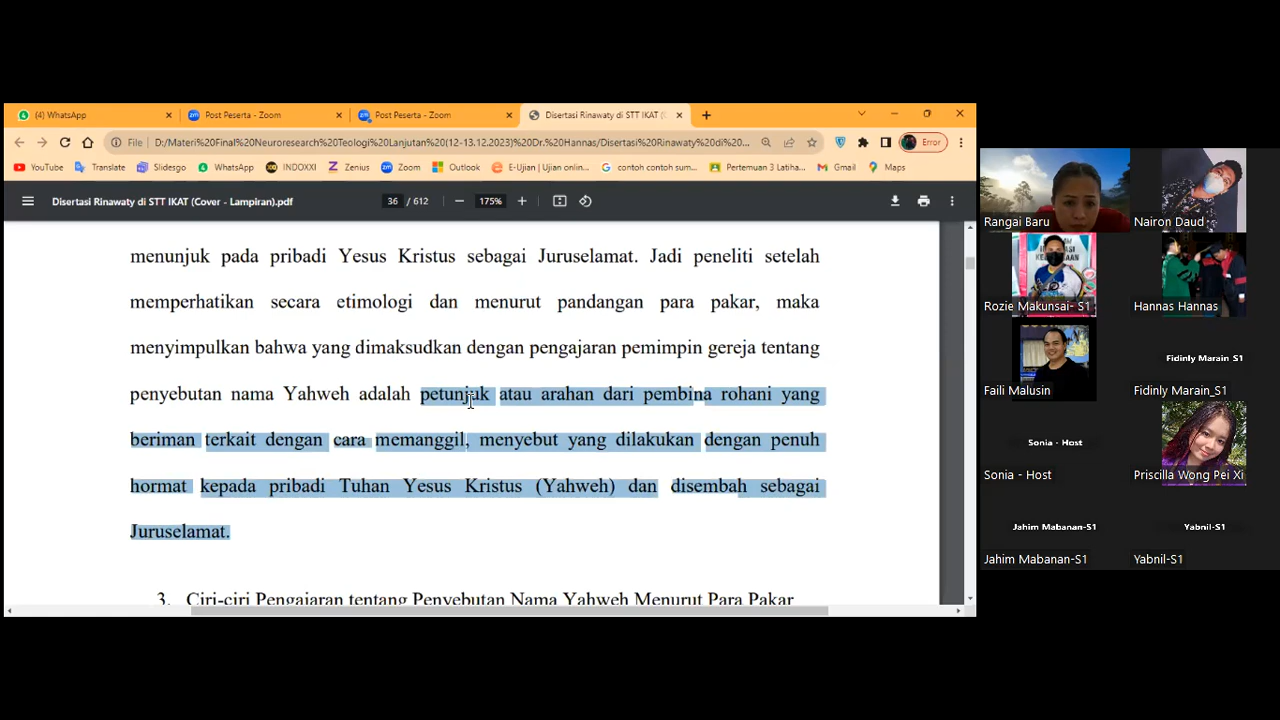 (4) WhatsApp
Post Peserta - Zoom
Post Peserta - Zoom
Disertasi Rinawaty di STT IKAT (
File
D:/Materi%20Final%20Neuroresearch%20Teologi%20Lanjutan%20(12-13.12.2023)%20Dr.%20Hannas/Disertasi%20Rinawaty%20di%20...
Error
YouTube
Translate
Slidesgo
WhatsApp
INDOXXI
Zenius
Outlook
Zoom
E-Ujian | Ujian onlin...
contoh contoh sum...
Pertemuan 3 Latiha...
Gmail
Maps
Disertasi Rinawaty di STT IKAT (Cover - Lampiran).pdf
36 / 612
175%
menunjuk pada pribadi Yesus Kristus sebagai Juruselamat. Jadi peneliti setelah
memperhatikan secara etimologi dan menurut pandangan para pakar, maka
menyimpulkan bahwa yang dimaksudkan dengan pengajaran pemimpin gereja tentang
penyebutan nama Yahweh adalah petunjuk atau arahan dari pembina rohani yang
beriman terkait dengan cara memanggil, menyebut yang dilakukan dengan penuh
hormat kepada pribadi Tuhan Yesus Kristus (Yahweh) dan disembah sebagai
Juruselamat.
3. Ciri-ciri Pengajaran tentang Penyebutan Nama Yahweh Menurut Para Pakar
Rangai Baru
Nairon Daud
Rozie Makunsai- S1
Hannas Hannas
Faili Malusin
Fidinly Marain S1
Fidinly Marain_S1
Sonia - Host
Sonia - Host
Priscilla Wong Pei Xi
Jahim Mabanan-S1
Jahim Mabanan-S1
Yabnil-S1
Yabnil-S1